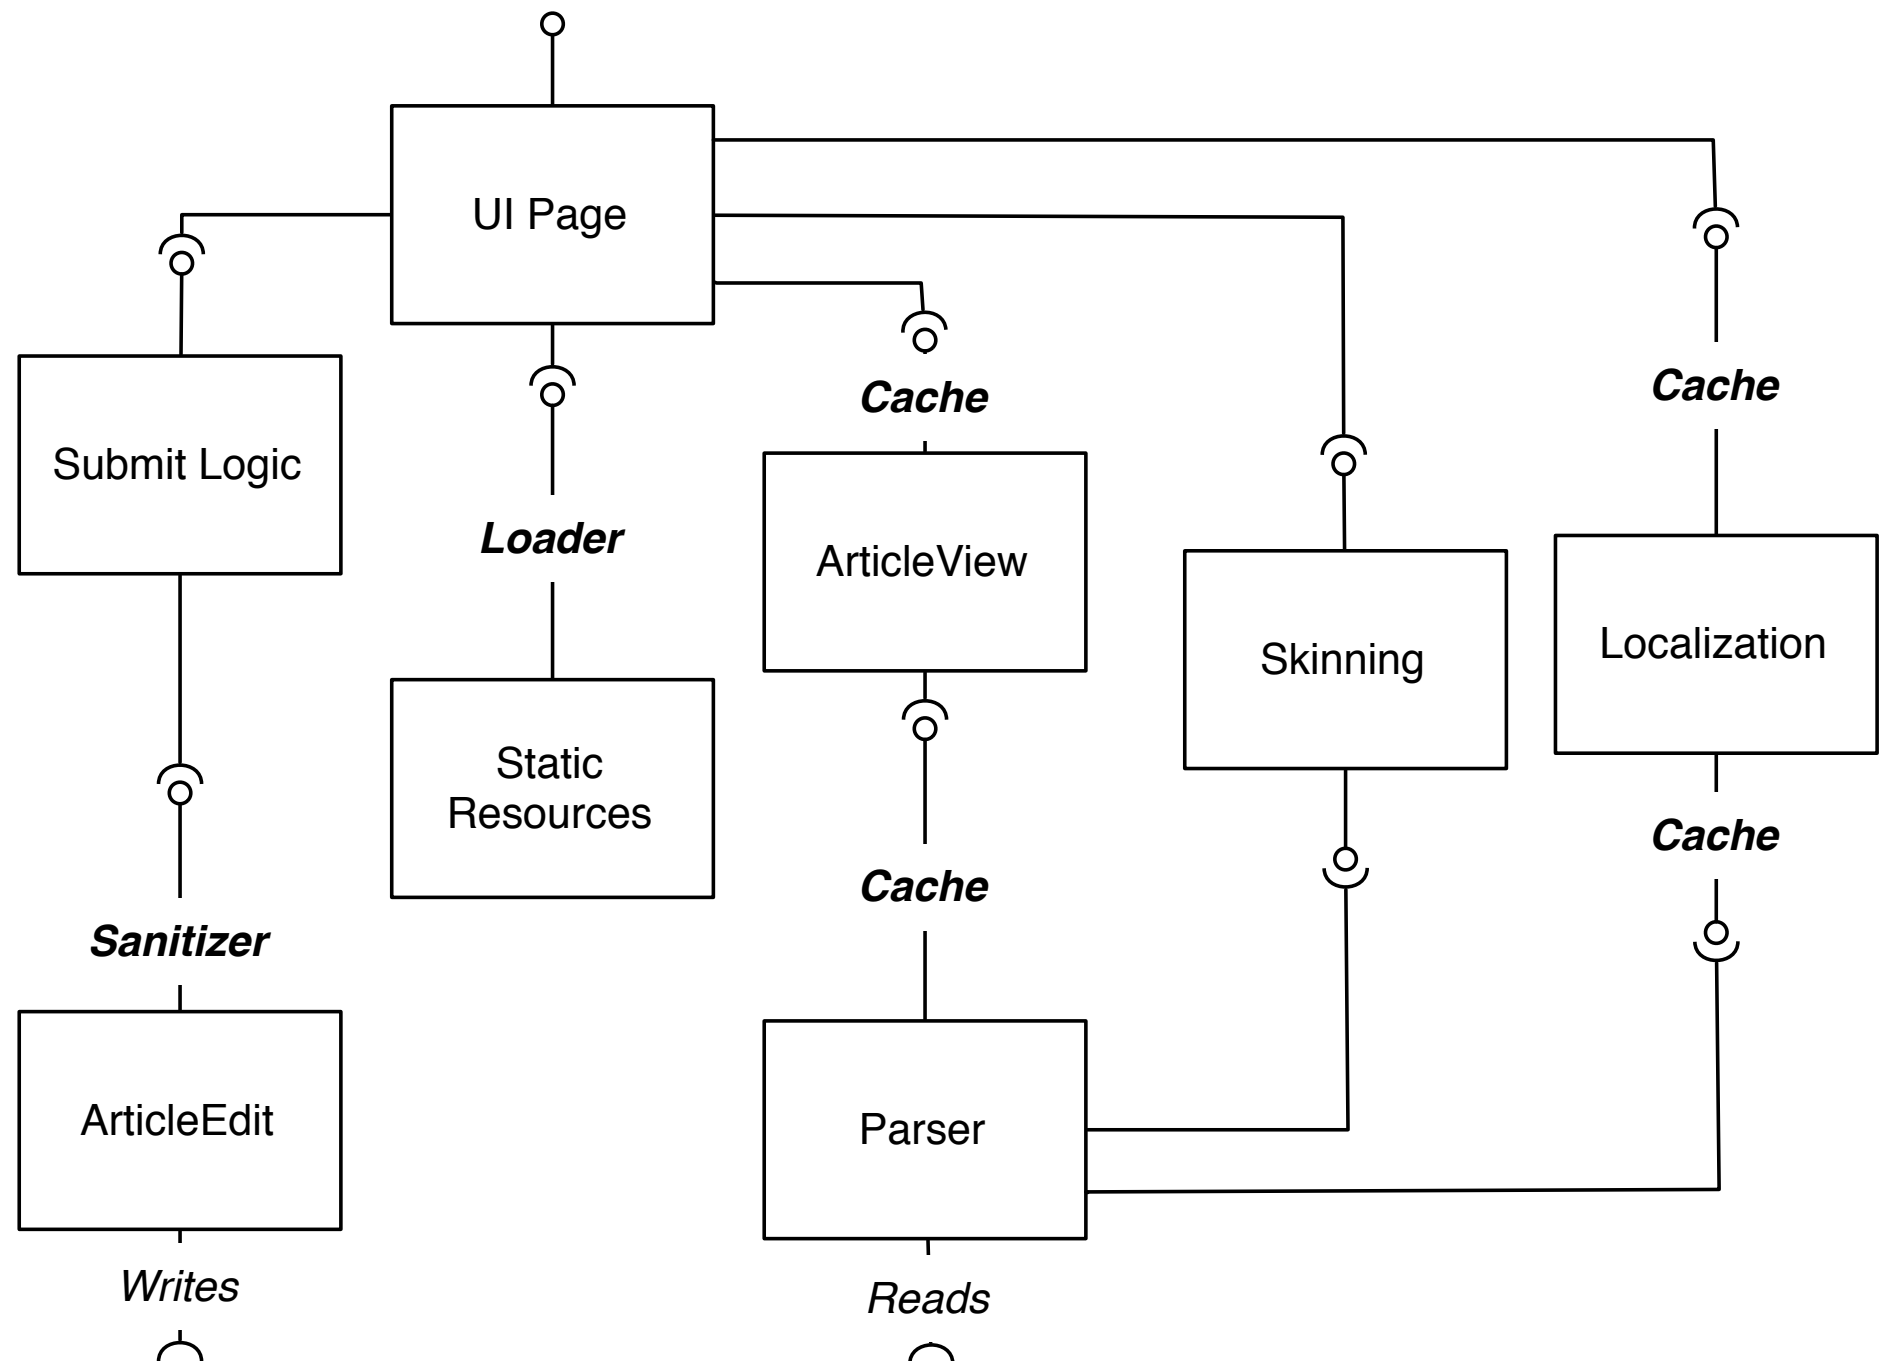 UI Page
Submit Logic
Loader
Static
Resources
Cache
ArticleView
Cache
Skinning
Cache
Localization
Cache
Sanitizer
ArticleEdit
Writes
Parser
Reads